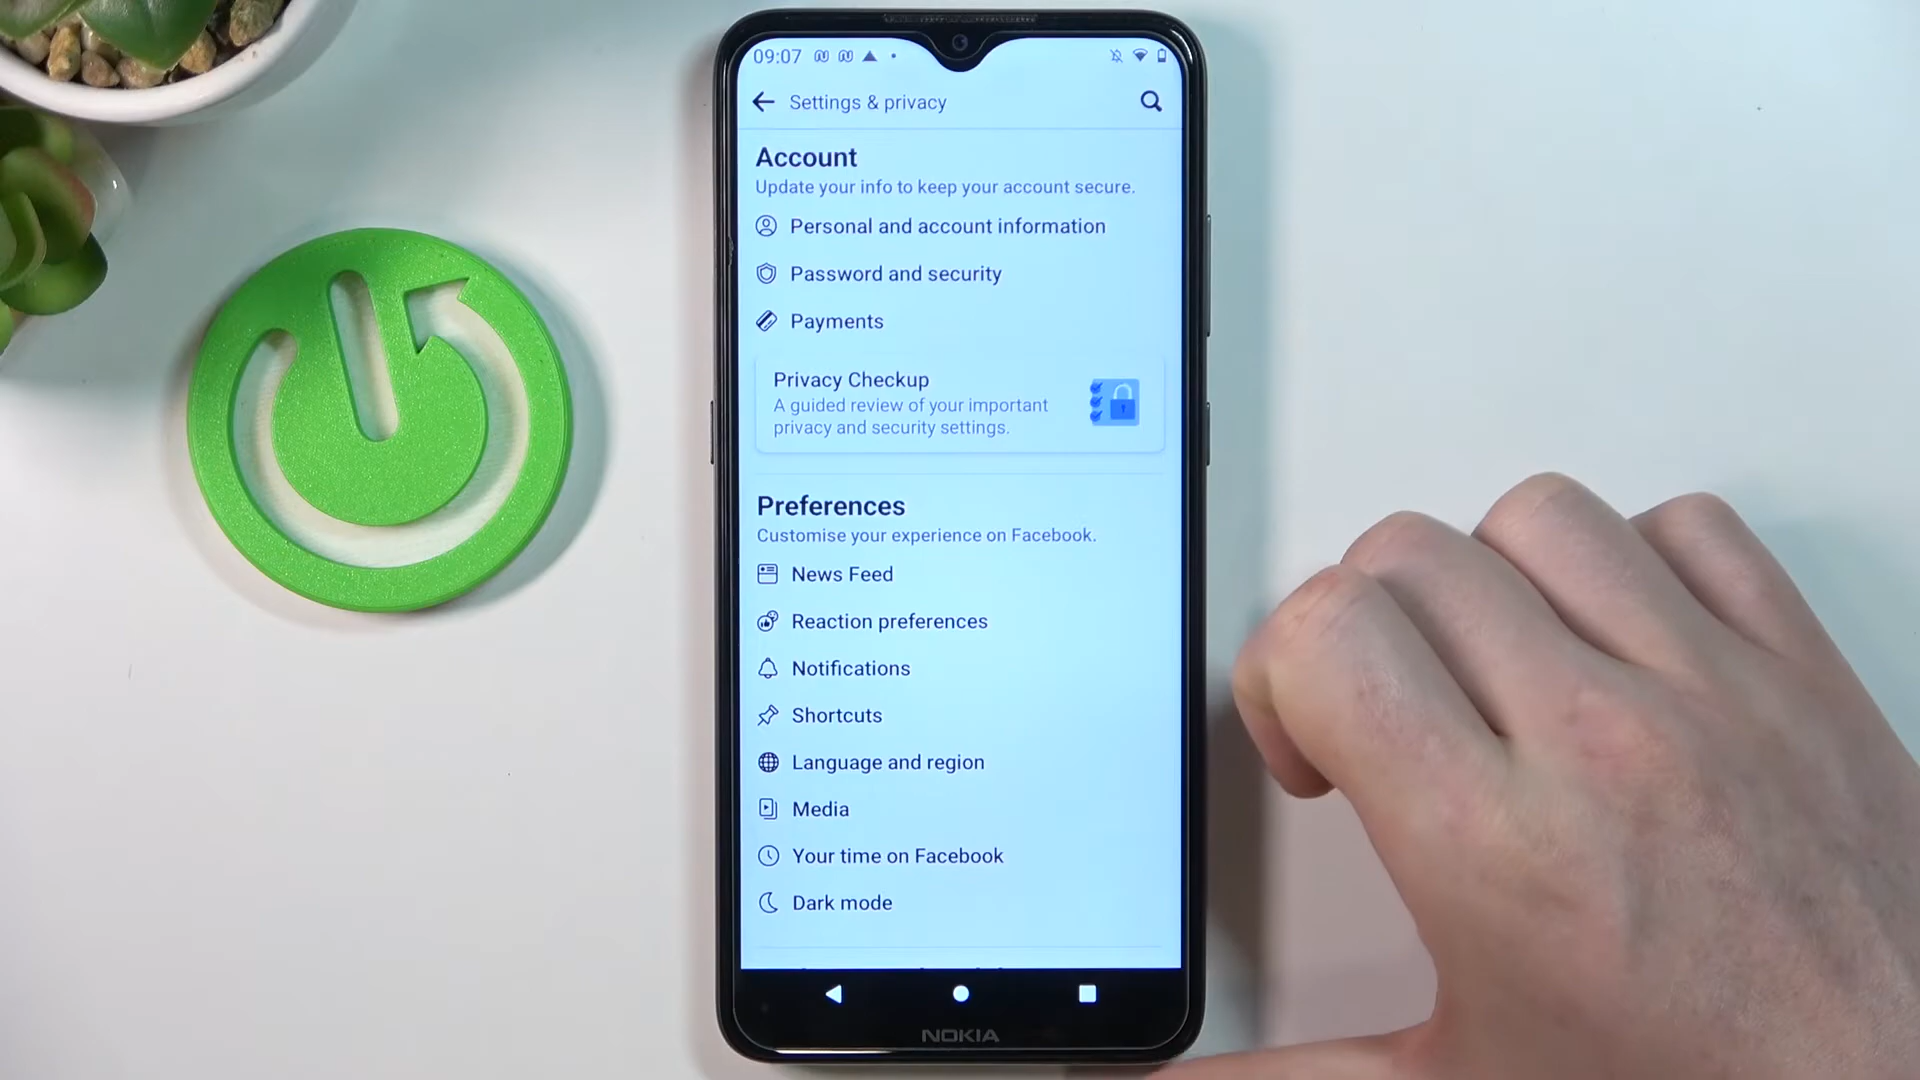 09:07
Settings & privacy
Account
Update your info to keep your account secure.
Personal and account information
Password and security
Payments
Privacy Checkup
A guided review of your important
privacy and security settings.
Preferences
Customise your experience on Facebook.
News Feed
Reaction preferences
Notifications
Shortcuts
Language and region
Media
Your time on Facebook
Dark mode
NOKIA